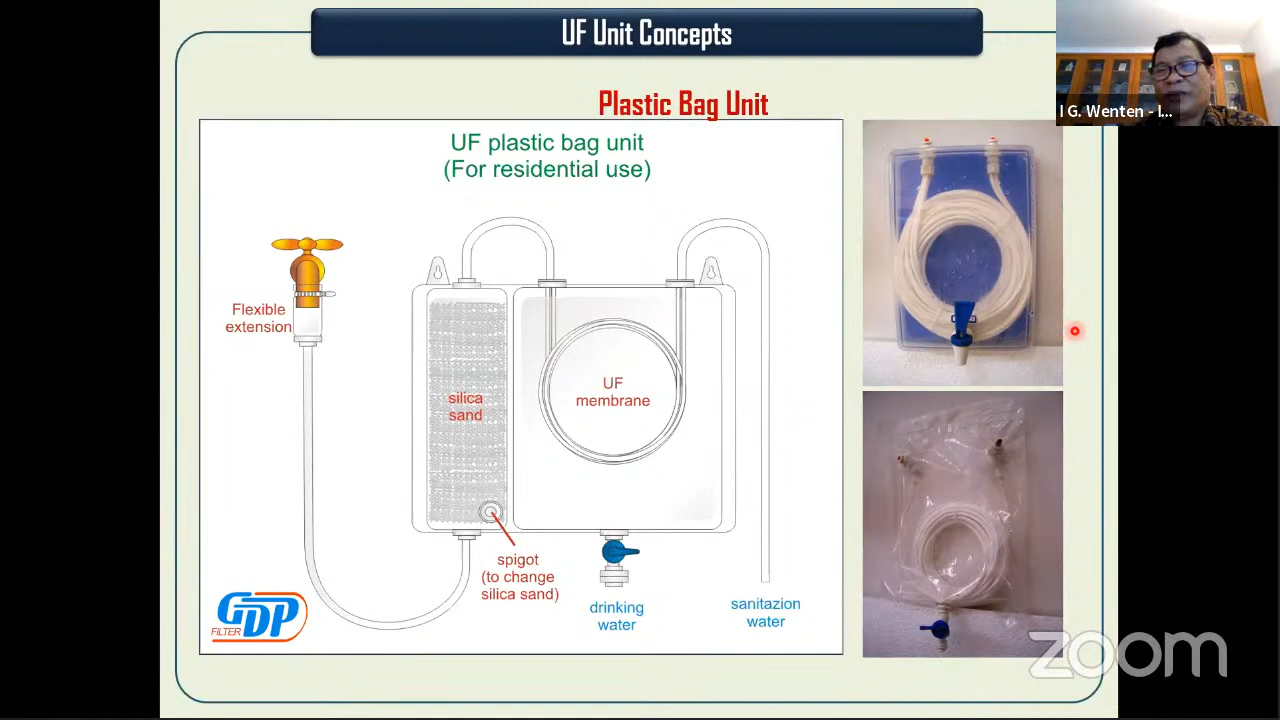 UF Unit Concepts
I G. Wenten - I...
Plastic Bag Unit
UF plastic bag unit
(For residential use)
Flexible
extension
silica
sand
UF
membrane
spigot
(to change
silica sand)
drinking
water
sanitazion
water
GDP
FILTER
zoom